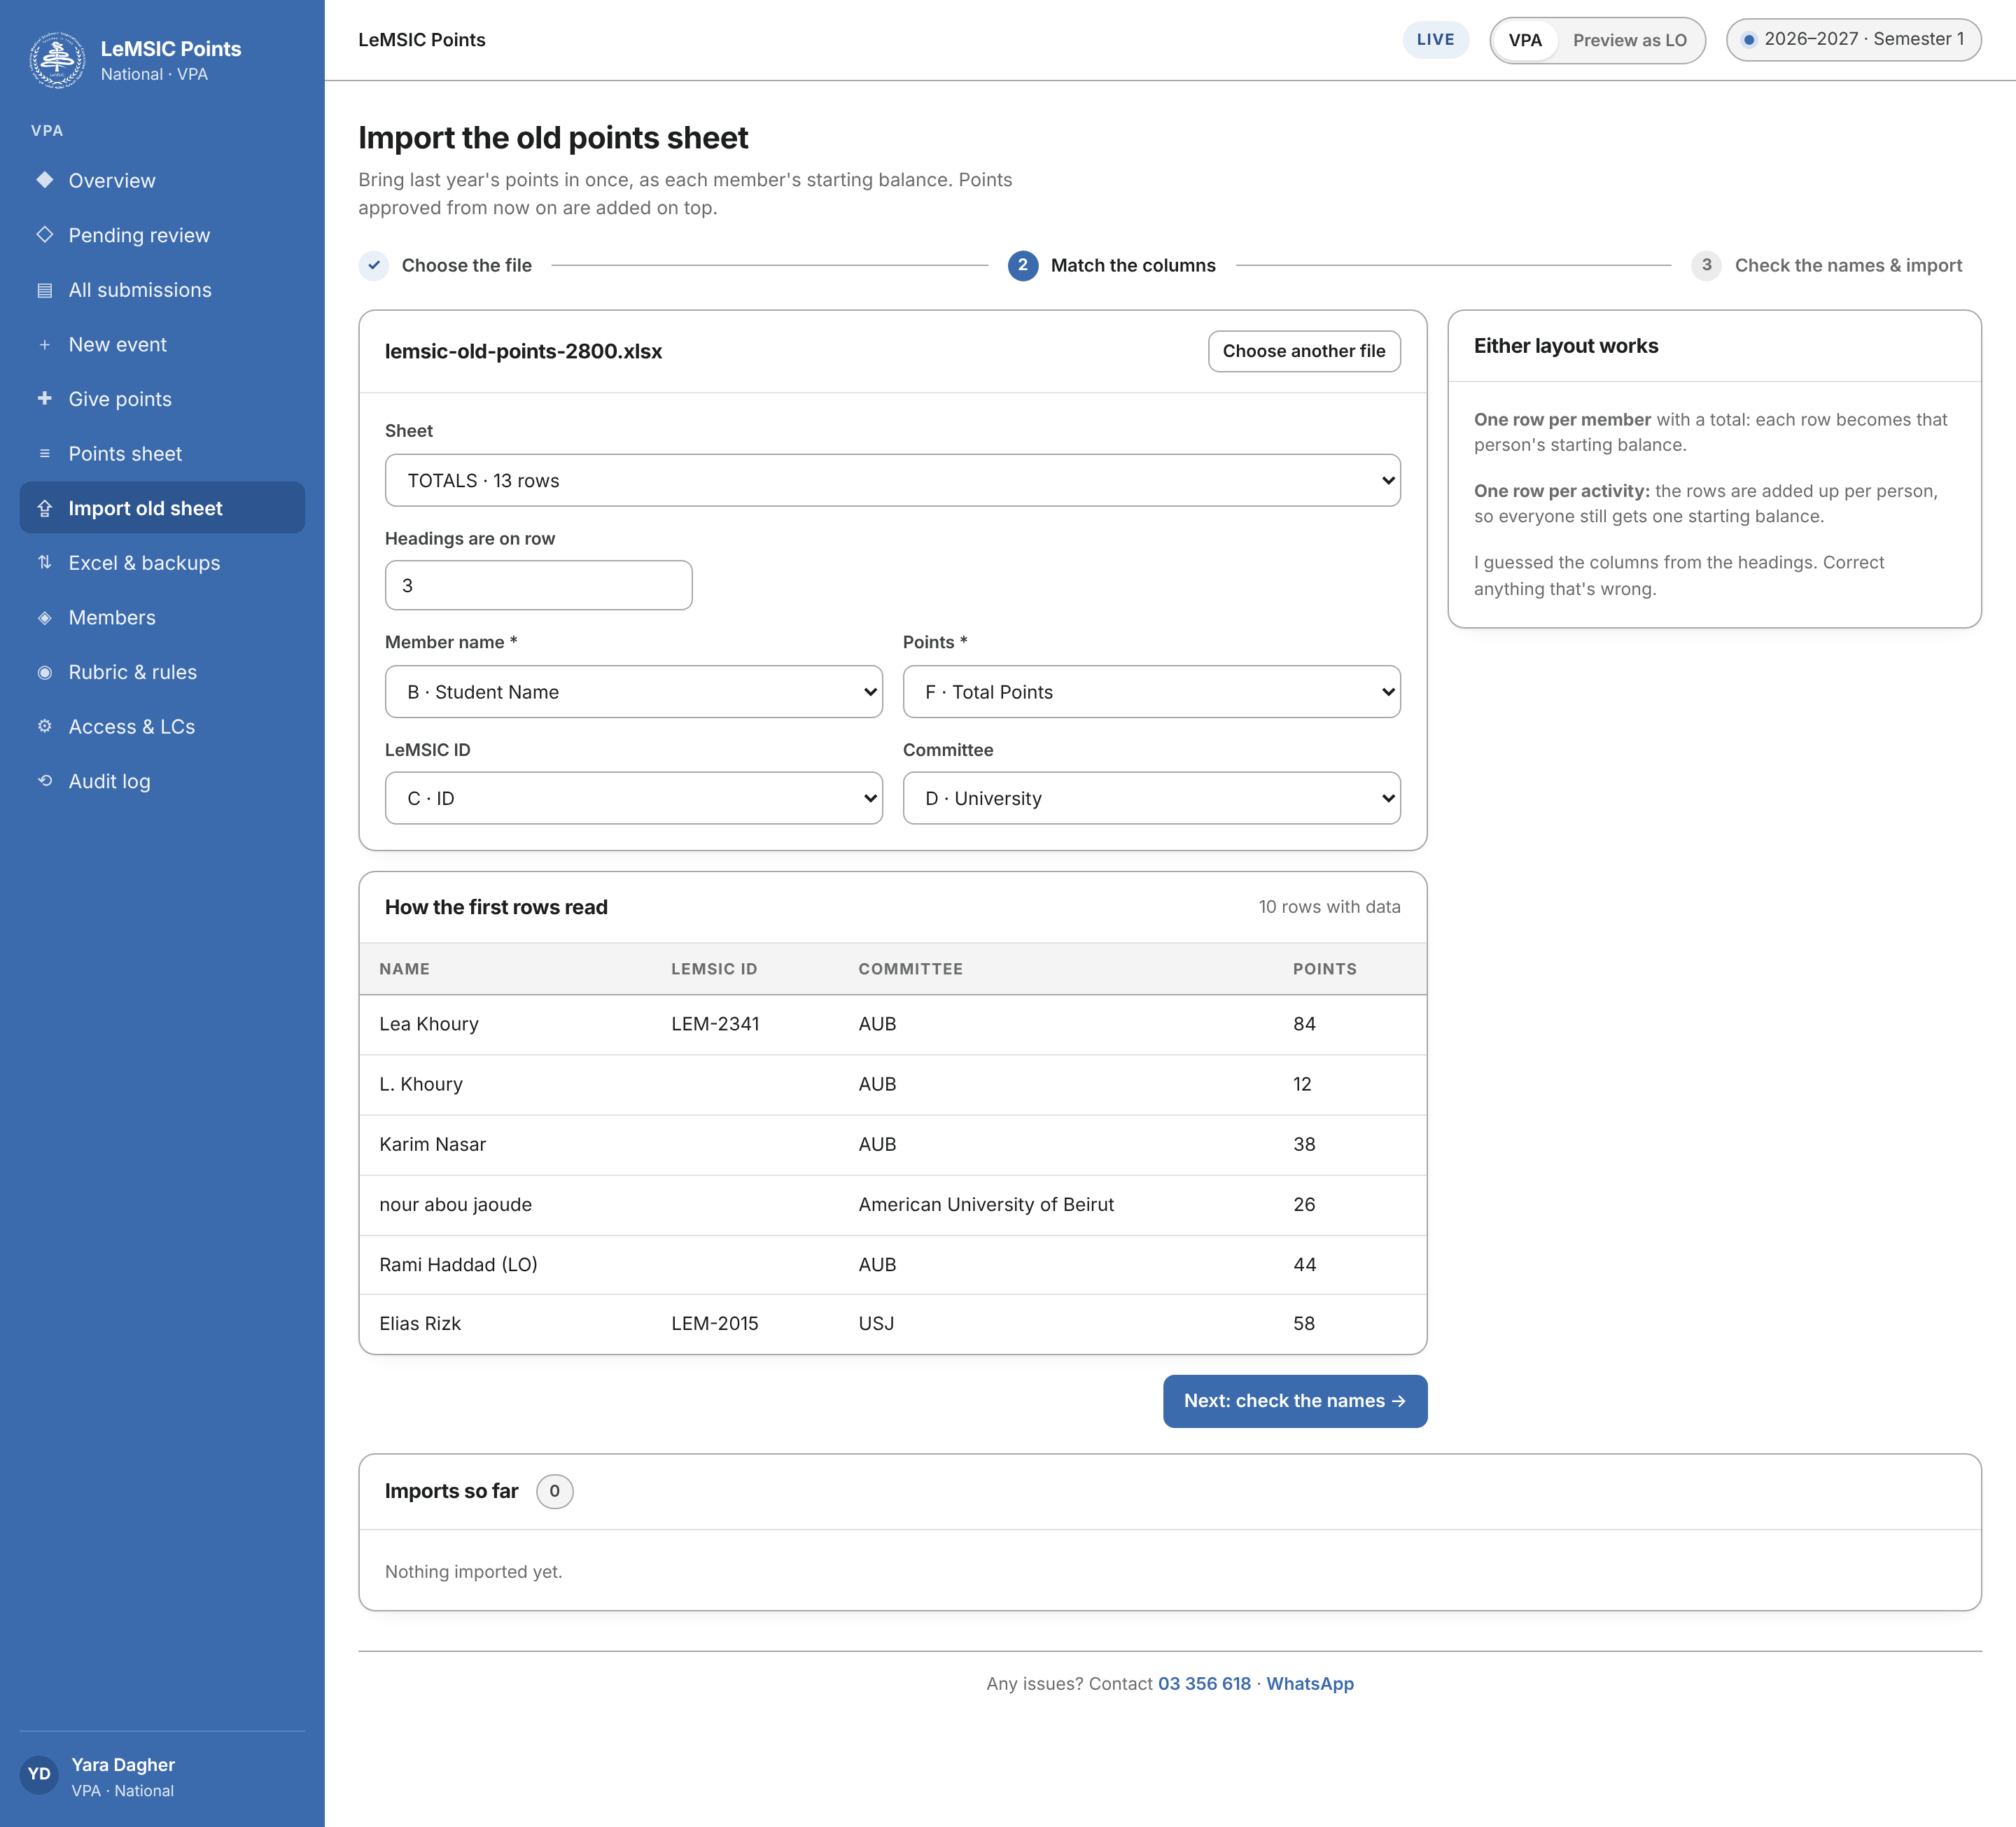 LeMSIC Points
National · VPA
VPA
Overview
Pending review
All submissions
New event
Give points
Points sheet
Import old sheet
Excel & backups
Members
Rubric & rules
Access & LCs
Audit log
YD
Yara Dagher
VPA · National
LeMSIC Points
LIVE
VPA
Preview as LO
2026–2027 · Semester 1
Import the old points sheet
Bring last year's points in once, as each member's starting balance. Points
approved from now on are added on top.
Choose the file
2 Match the columns
3 Check the names & import
lemsic-old-points-2800.xlsx
Choose another file
Sheet
TOTALS · 13 rows
Headings are on row
3
Member name * Points *
B · Student Name F · Total Points
LeMSIC ID Committee
C · ID D · University
Either layout works
One row per member with a total: each row becomes that
person's starting balance.
One row per activity: the rows are added up per person,
so everyone still gets one starting balance.
I guessed the columns from the headings. Correct
anything that's wrong.
How the first rows read 10 rows with data
NAME LEMSIC ID COMMITTEE POINTS
Lea Khoury LEM-2341 AUB 84
L. Khoury AUB 12
Karim Nasar AUB 38
nour abou jaoude American University of Beirut 26
Rami Haddad (LO) AUB 44
Elias Rizk LEM-2015 USJ 58
Next: check the names →
Imports so far 0
Nothing imported yet.
Any issues? Contact 03 356 618 · WhatsApp